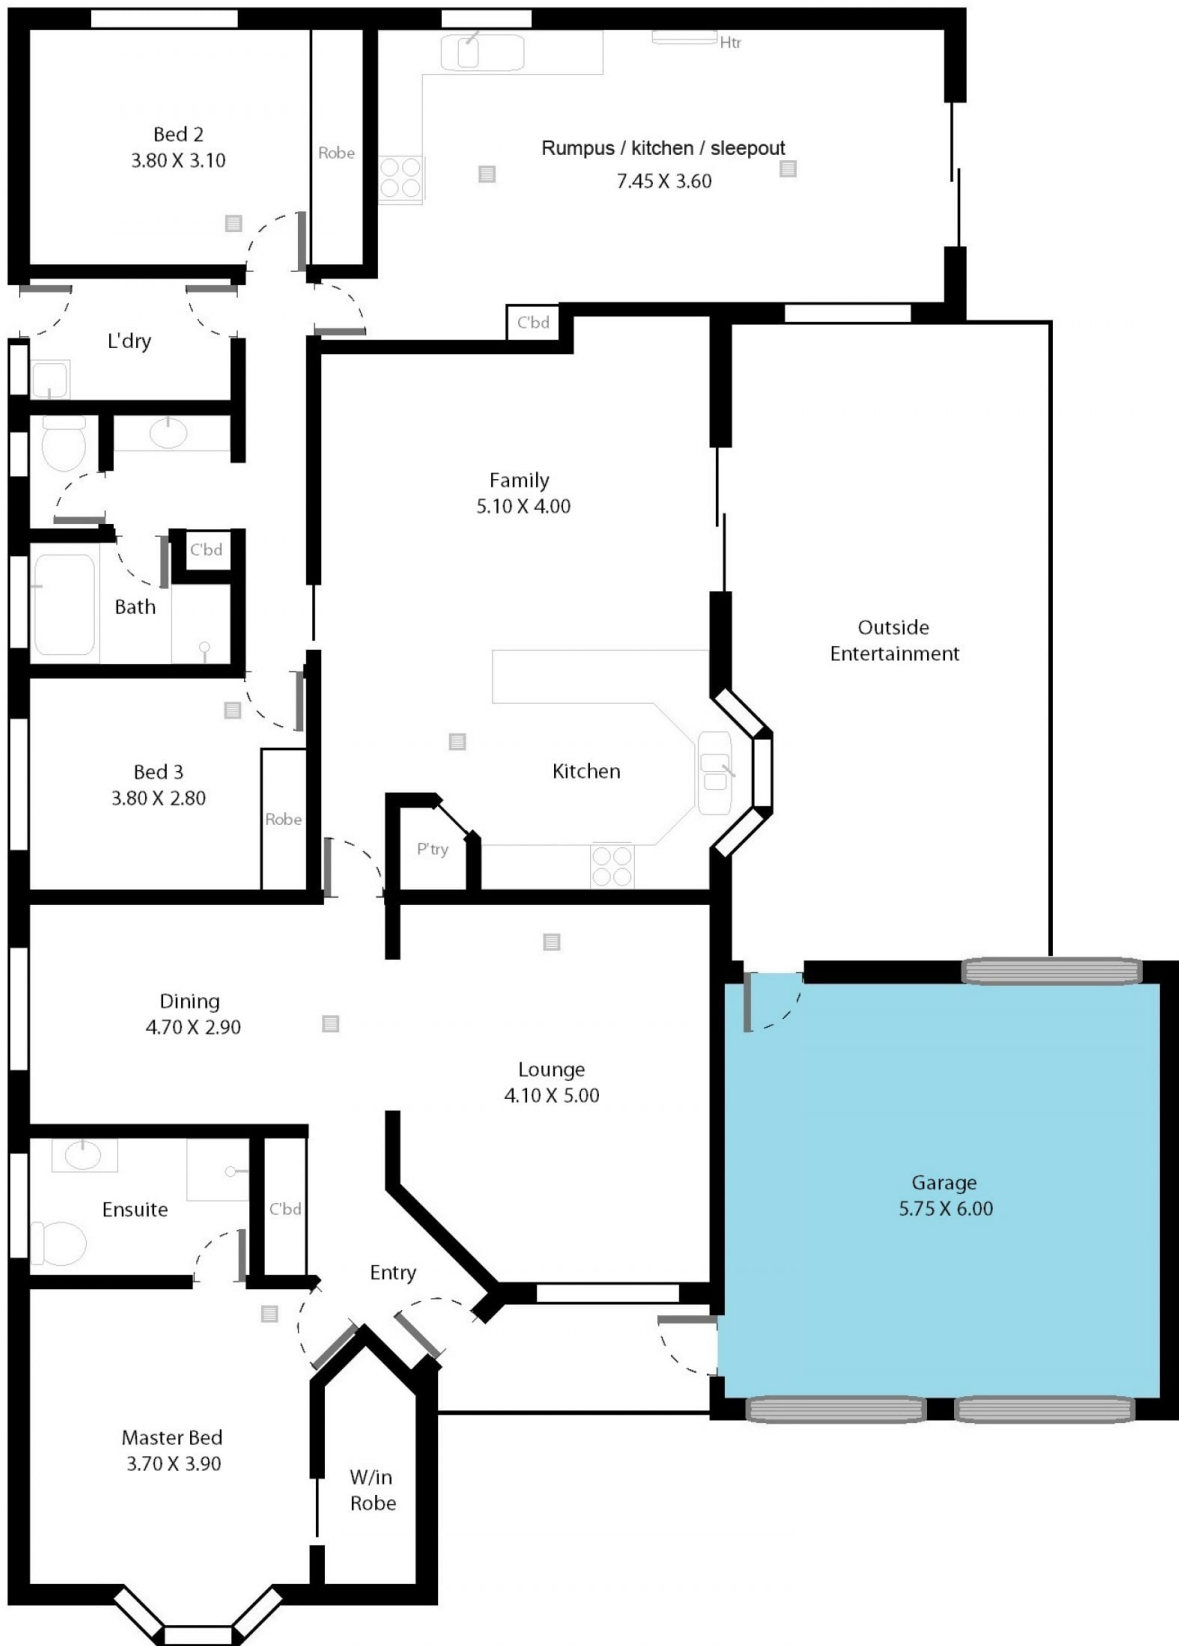 Htr
Bed 2
3.80 X 3.10
Robe
Rumpus / kitchen / sleepout
7.45 X 3.60
C'bd
L'dry
Family
5.10 X 4.00
C'bd
Bath
Outside
Entertainment
Bed 3
3.80 X 2.80
Kitchen
Robe
P'try
Dining
4.70 X 2.90
Lounge
4.10 X 5.00
Garage
5.75 X 6.00
Ensuite
C'bd
Entry
Master Bed
3.70 X 3.90
W/in
Robe